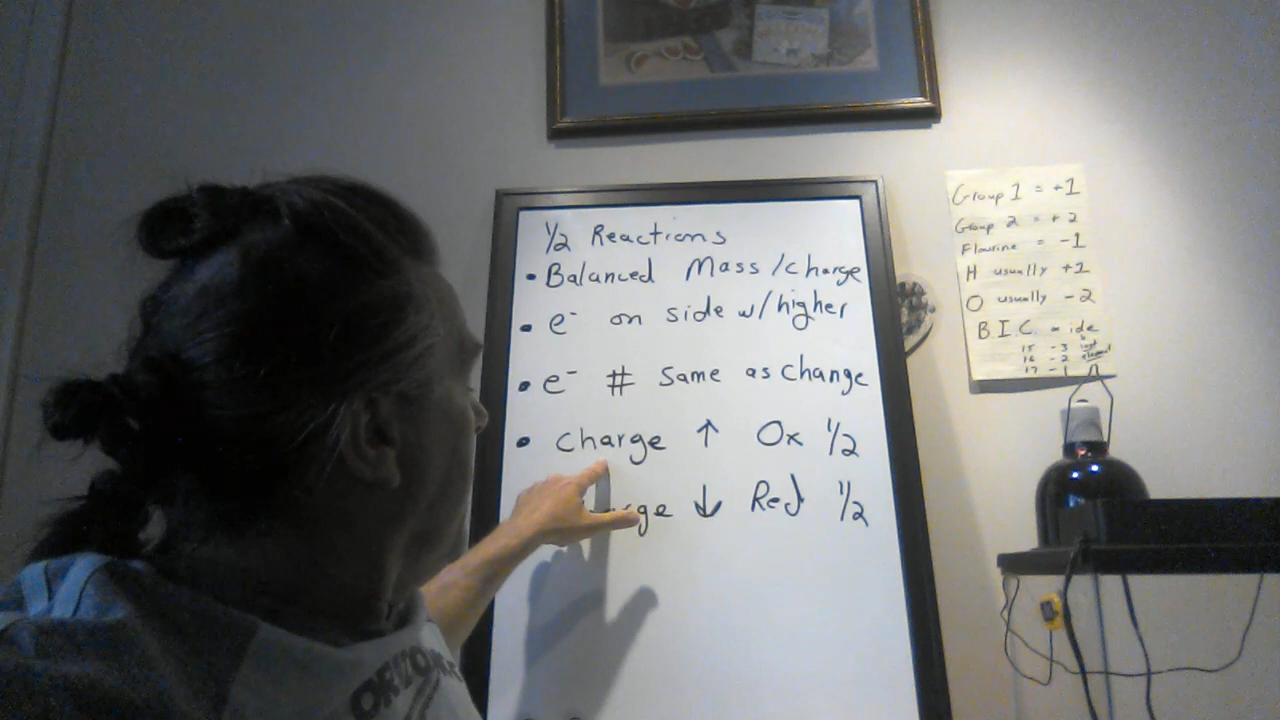 ½ Reactions
• Balanced Mass/charge
• e⁻ on side w/higher
• e⁻ # same as change
• charge ↑ Ox ½
↓ Red ½
Group 1 = +1
Group 2 = +2
Flourine = -1
H usually +1
O usually -2
B.I.C. ide
15 -3 last
16 -2 element
17 -1